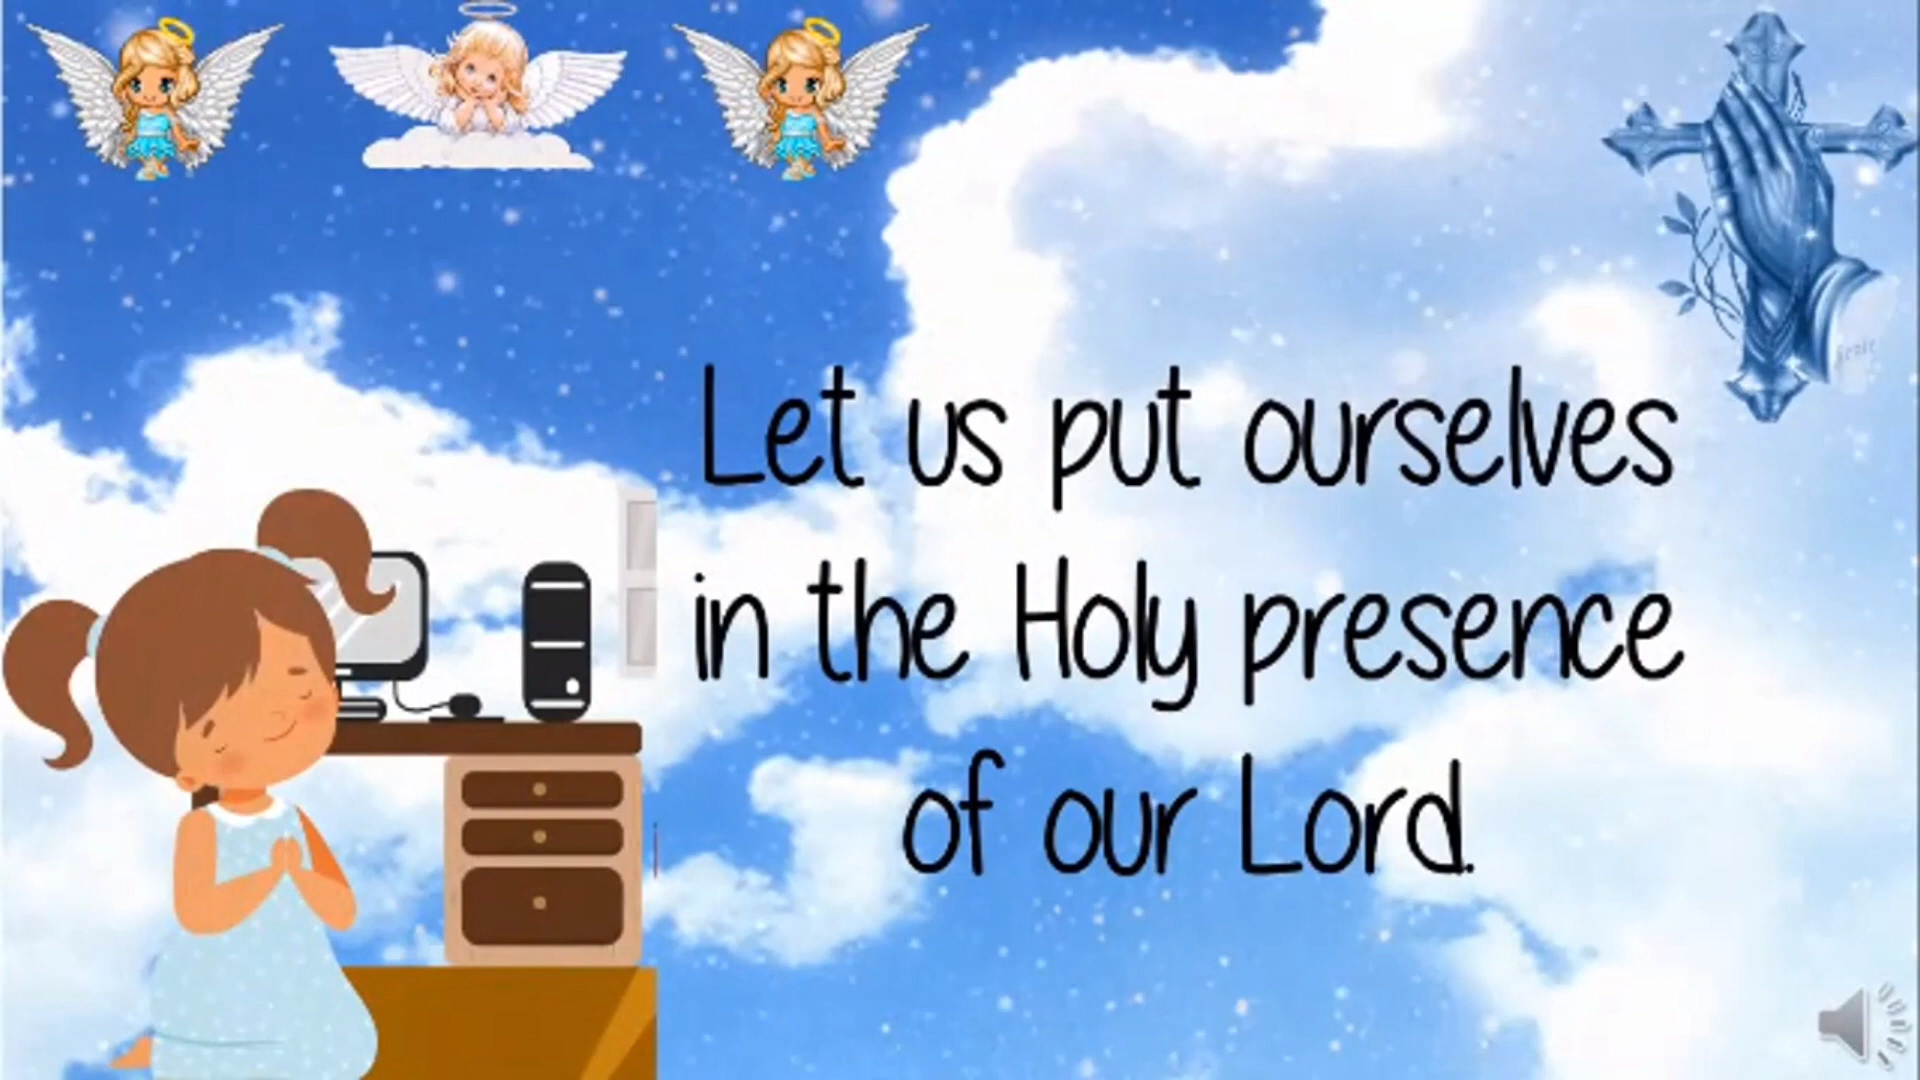 Let us put ourselves
in the Holy presence
of our Lord.